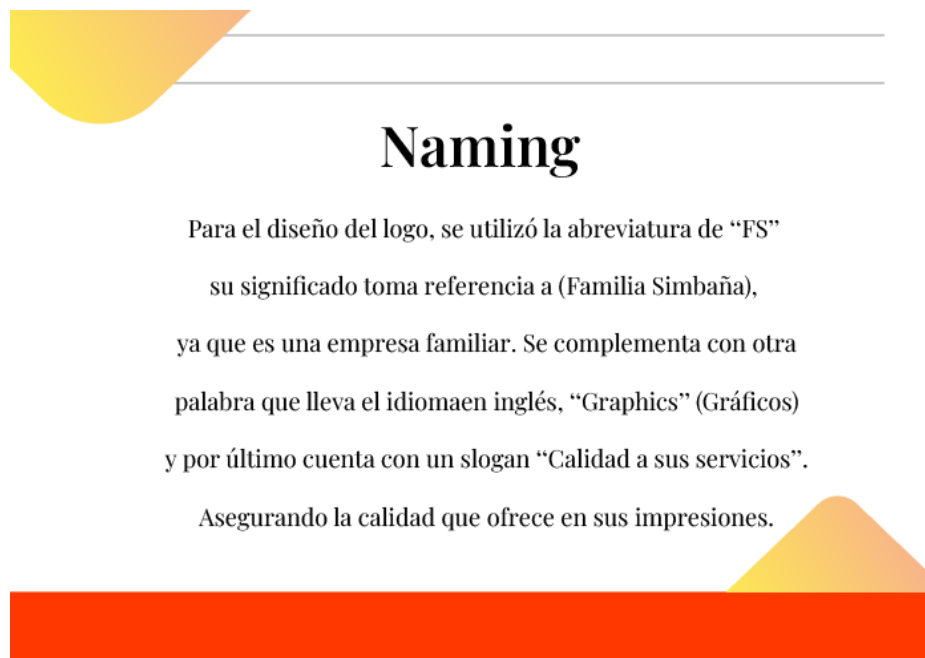 Naming
Para el diseño del logo, se utilizó la abreviatura de “FS”
su significado toma referencia a (Familia Simbaña),
ya que es una empresa familiar. Se complementa con otra
palabra que lleva el idiomaen inglés, “Graphics” (Gráficos)
y por último cuenta con un slogan “Calidad a sus servicios”.
Asegurando la calidad que ofrece en sus impresiones.